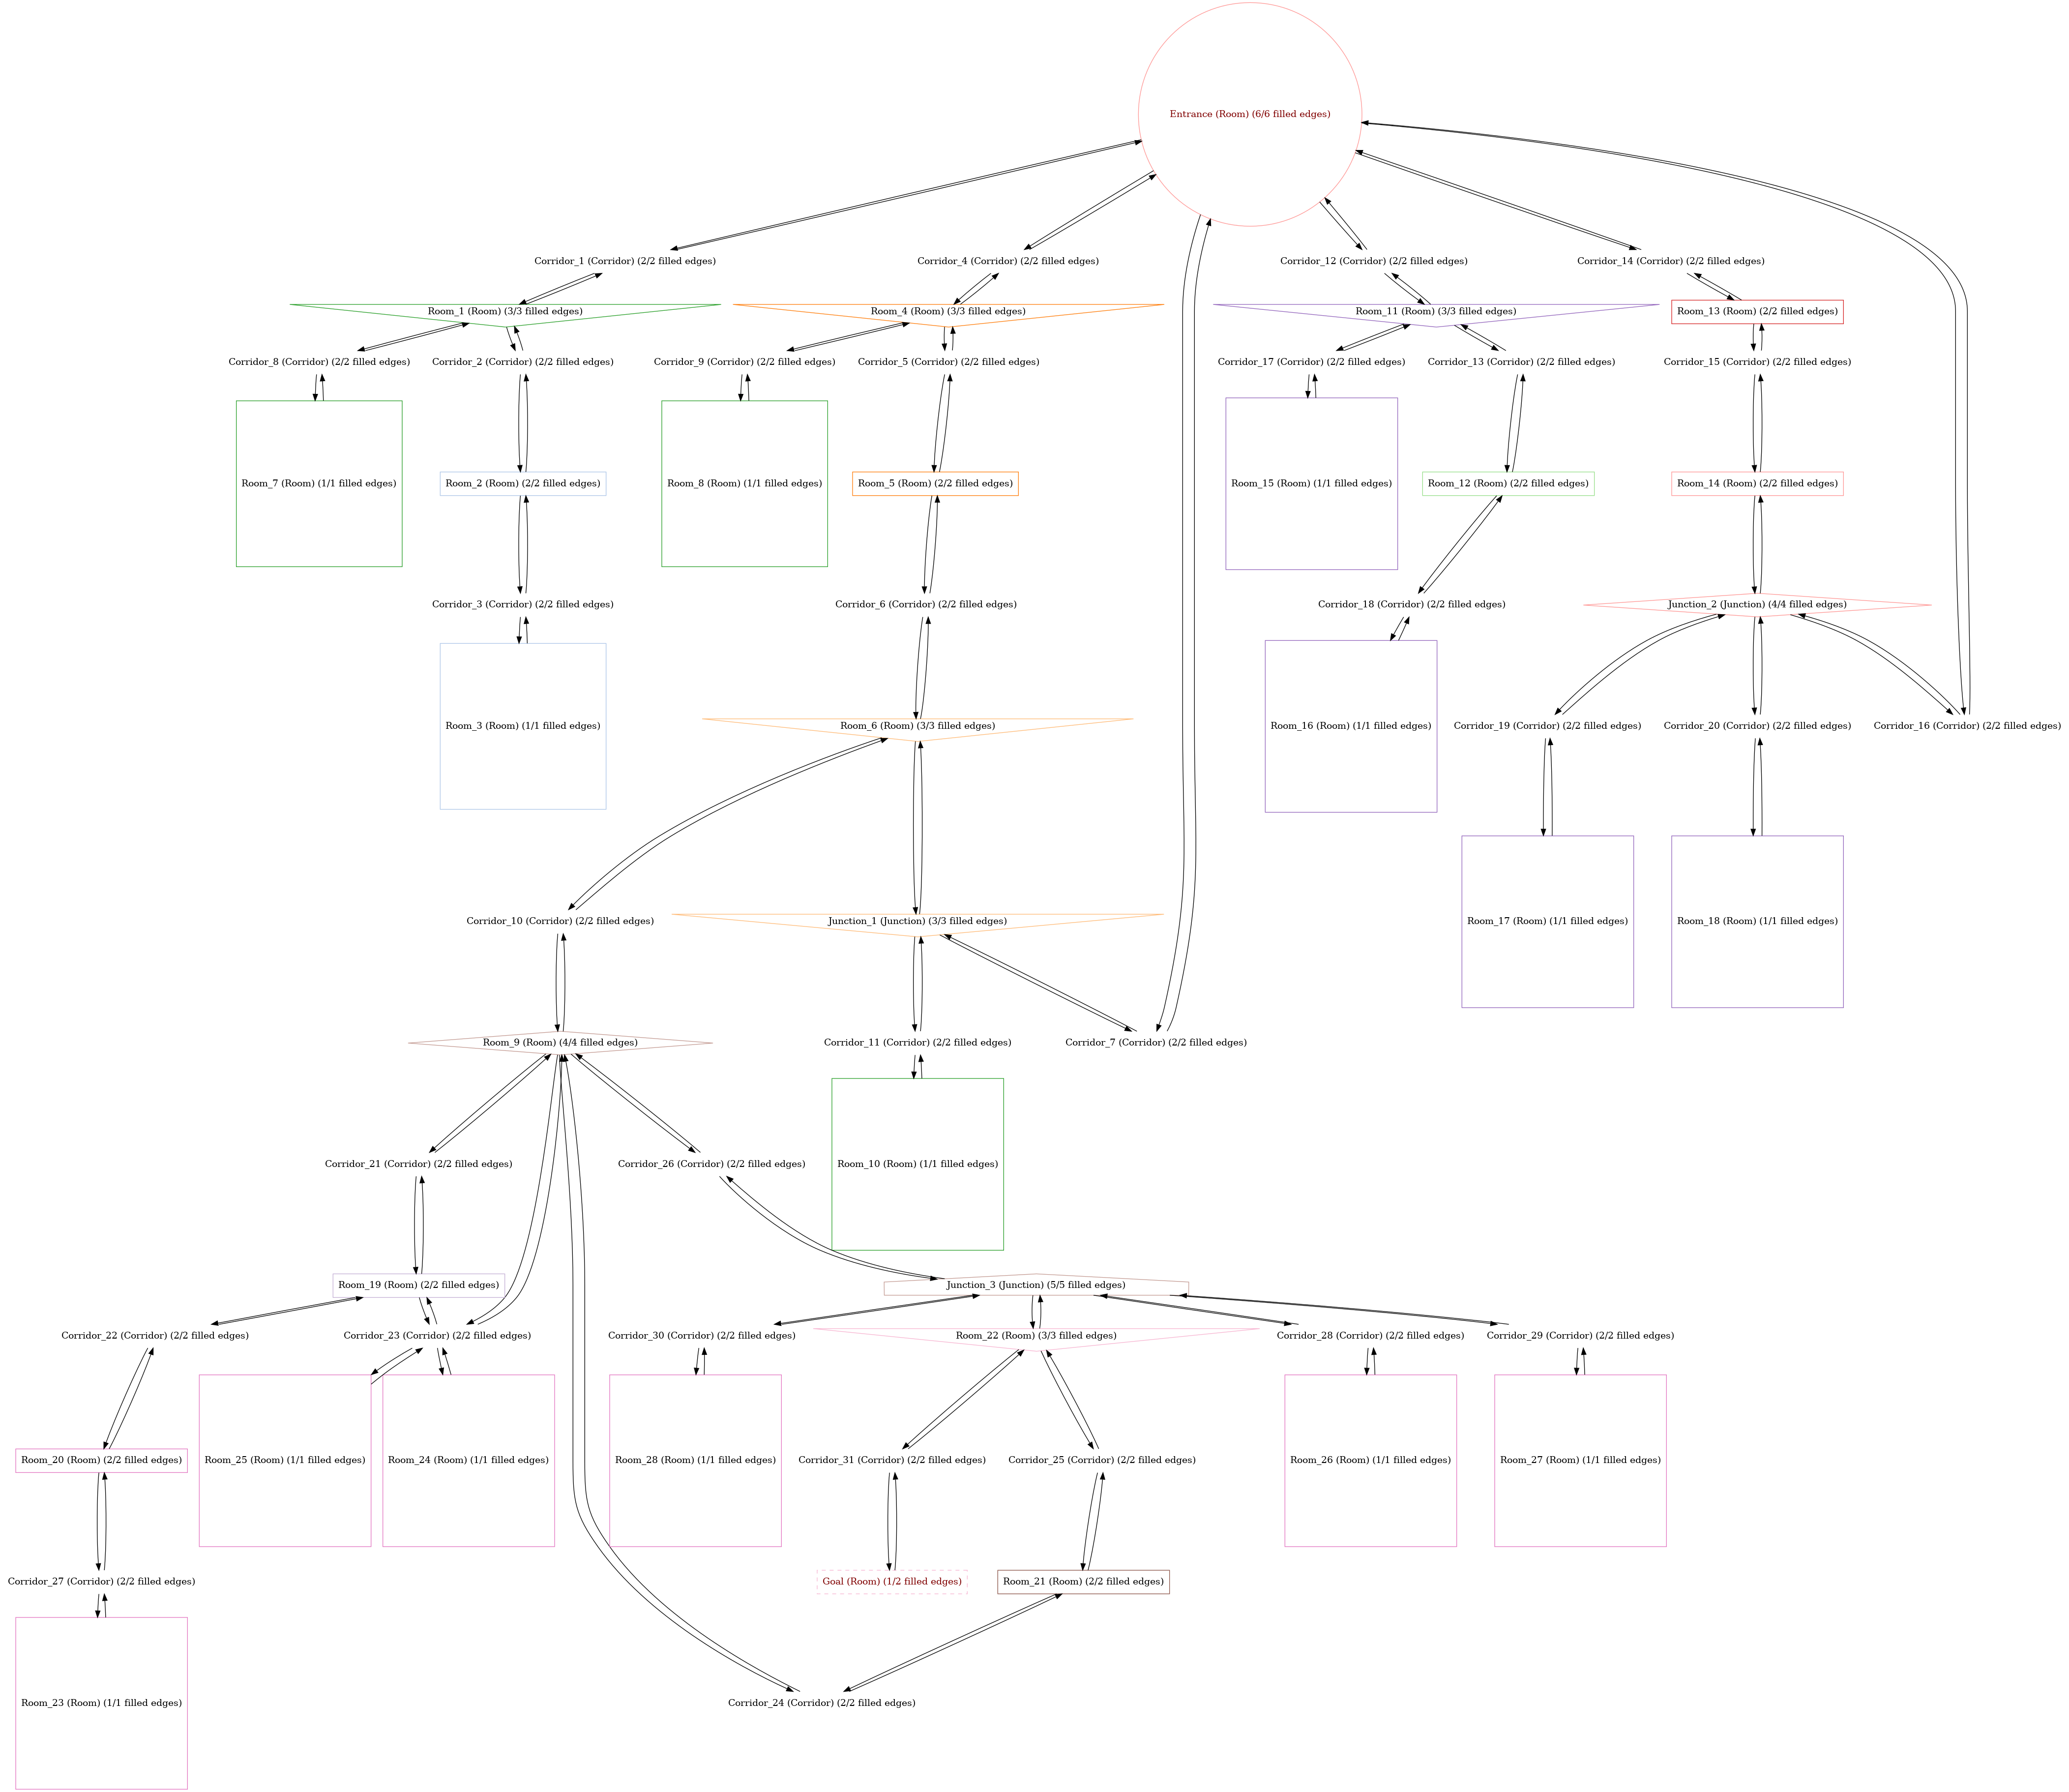 Entrance (Room) (6/6 filled edges)
Corridor_1 (Corridor) (2/2 filled edges)
Corridor_4 (Corridor) (2/2 filled edges)
Corridor_12 (Corridor) (2/2 filled edges)
Corridor_14 (Corridor) (2/2 filled edges)
Room_1 (Room) (3/3 filled edges)
Room_4 (Room) (3/3 filled edges)
Room_11 (Room) (3/3 filled edges)
Room_13 (Room) (2/2 filled edges)
Corridor_8 (Corridor) (2/2 filled edges)
Corridor_2 (Corridor) (2/2 filled edges)
Corridor_9 (Corridor) (2/2 filled edges)
Corridor_5 (Corridor) (2/2 filled edges)
Corridor_17 (Corridor) (2/2 filled edges)
Corridor_13 (Corridor) (2/2 filled edges)
Corridor_15 (Corridor) (2/2 filled edges)
Room_7 (Room) (1/1 filled edges)
Room_2 (Room) (2/2 filled edges)
Room_8 (Room) (1/1 filled edges)
Room_5 (Room) (2/2 filled edges)
Room_15 (Room) (1/1 filled edges)
Room_12 (Room) (2/2 filled edges)
Room_14 (Room) (2/2 filled edges)
Corridor_3 (Corridor) (2/2 filled edges)
Corridor_6 (Corridor) (2/2 filled edges)
Corridor_18 (Corridor) (2/2 filled edges)
Junction_2 (Junction) (4/4 filled edges)
Room_3 (Room) (1/1 filled edges)
Room_6 (Room) (3/3 filled edges)
Room_16 (Room) (1/1 filled edges)
Corridor_19 (Corridor) (2/2 filled edges)
Corridor_20 (Corridor) (2/2 filled edges)
Corridor_16 (Corridor) (2/2 filled edges)
Corridor_10 (Corridor) (2/2 filled edges)
Junction_1 (Junction) (3/3 filled edges)
Room_17 (Room) (1/1 filled edges)
Room_18 (Room) (1/1 filled edges)
Room_9 (Room) (4/4 filled edges)
Corridor_11 (Corridor) (2/2 filled edges)
Corridor_7 (Corridor) (2/2 filled edges)
Corridor_21 (Corridor) (2/2 filled edges)
Corridor_26 (Corridor) (2/2 filled edges)
Room_10 (Room) (1/1 filled edges)
Room_19 (Room) (2/2 filled edges)
Junction_3 (Junction) (5/5 filled edges)
Corridor_22 (Corridor) (2/2 filled edges)
Corridor_23 (Corridor) (2/2 filled edges)
Corridor_30 (Corridor) (2/2 filled edges)
Room_22 (Room) (3/3 filled edges)
Corridor_28 (Corridor) (2/2 filled edges)
Corridor_29 (Corridor) (2/2 filled edges)
Room_20 (Room) (2/2 filled edges)
Room_25 (Room) (1/1 filled edges)
Room_24 (Room) (1/1 filled edges)
Room_28 (Room) (1/1 filled edges)
Corridor_31 (Corridor) (2/2 filled edges)
Corridor_25 (Corridor) (2/2 filled edges)
Room_26 (Room) (1/1 filled edges)
Room_27 (Room) (1/1 filled edges)
Corridor_27 (Corridor) (2/2 filled edges)
Goal (Room) (1/2 filled edges)
Room_21 (Room) (2/2 filled edges)
Room_23 (Room) (1/1 filled edges)
Corridor_24 (Corridor) (2/2 filled edges)